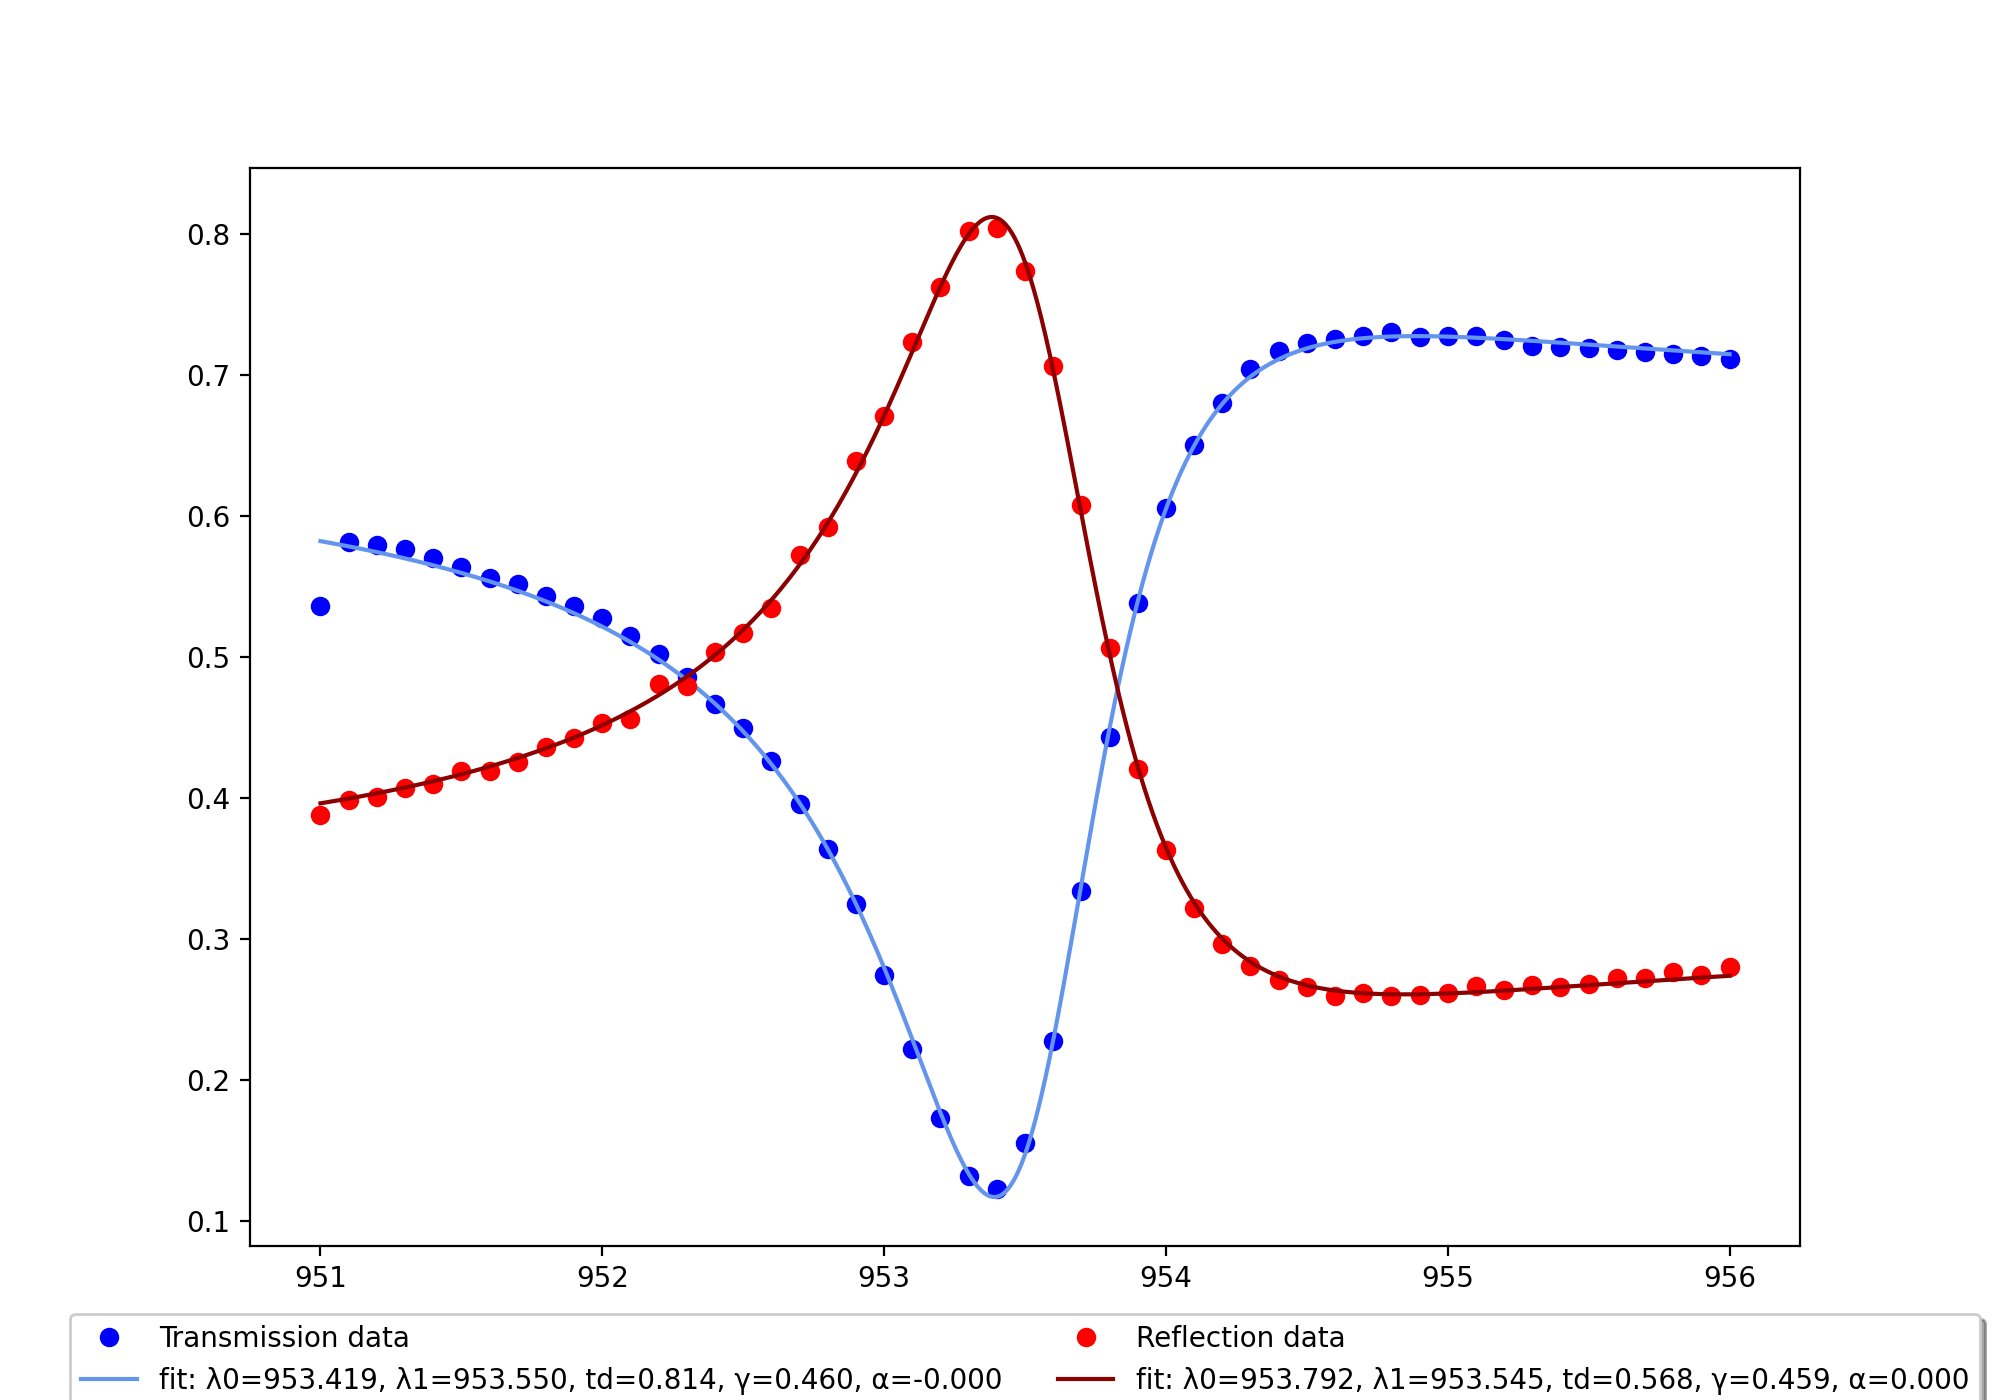 0.8
0.7
0.6
0.5
0.4
0.3
0.2
0.1
951 952 953 954 955 956
Transmission data
fit: λ0=953.419, λ1=953.550, td=0.814, γ=0.460, α=-0.000
Reflection data
fit: λ0=953.792, λ1=953.545, td=0.568, γ=0.459, α=0.000